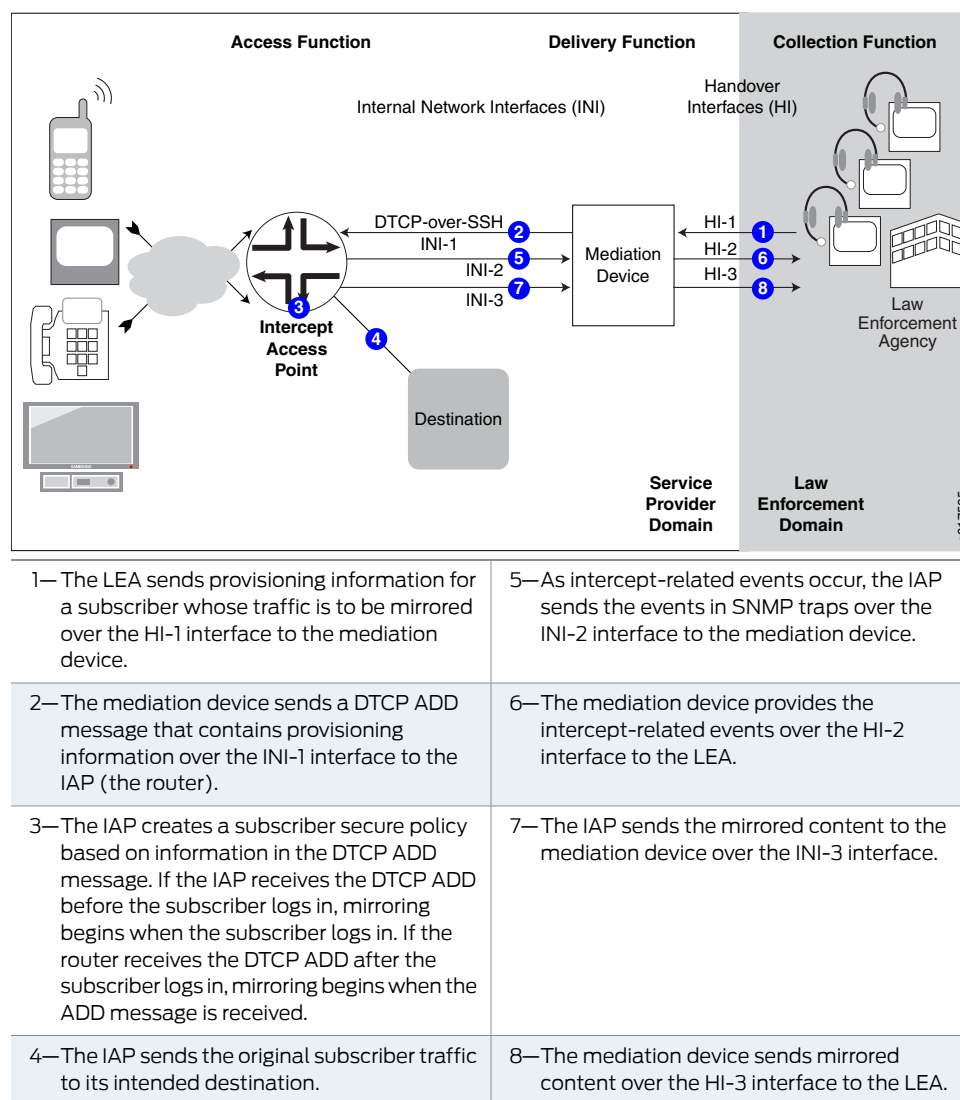 Access Function
Delivery Function
Collection Function
Internal Network Interfaces (INI)
Handover
Interfaces (HI)
DTCP-over-SSH
2
INI-1
5
INI-2
7
INI-3
3
Intercept
Access
Point
4
Destination
Mediation
Device
HI-1
1
HI-2
6
HI-3
8
Law
Enforcement
Agency
Service
Provider
Domain
Law
Enforcement
Domain
1—The LEA sends provisioning information for
a subscriber whose traffic is to be mirrored
over the HI-1 interface to the mediation
device.
5—As intercept-related events occur, the IAP
sends the events in SNMP traps over the
INI-2 interface to the mediation device.
2—The mediation device sends a DTCP ADD
message that contains provisioning
information over the INI-1 interface to the
IAP (the router).
6—The mediation device provides the
intercept-related events over the HI-2
interface to the LEA.
3—The IAP creates a subscriber secure policy
based on information in the DTCP ADD
message. If the IAP receives the DTCP ADD
before the subscriber logs in, mirroring
begins when the subscriber logs in. If the
router receives the DTCP ADD after the
subscriber logs in, mirroring begins when the
ADD message is received.
7—The IAP sends the mirrored content to the
mediation device over the INI-3 interface.
4—The IAP sends the original subscriber traffic
to its intended destination.
8—The mediation device sends mirrored
content over the HI-3 interface to the LEA.